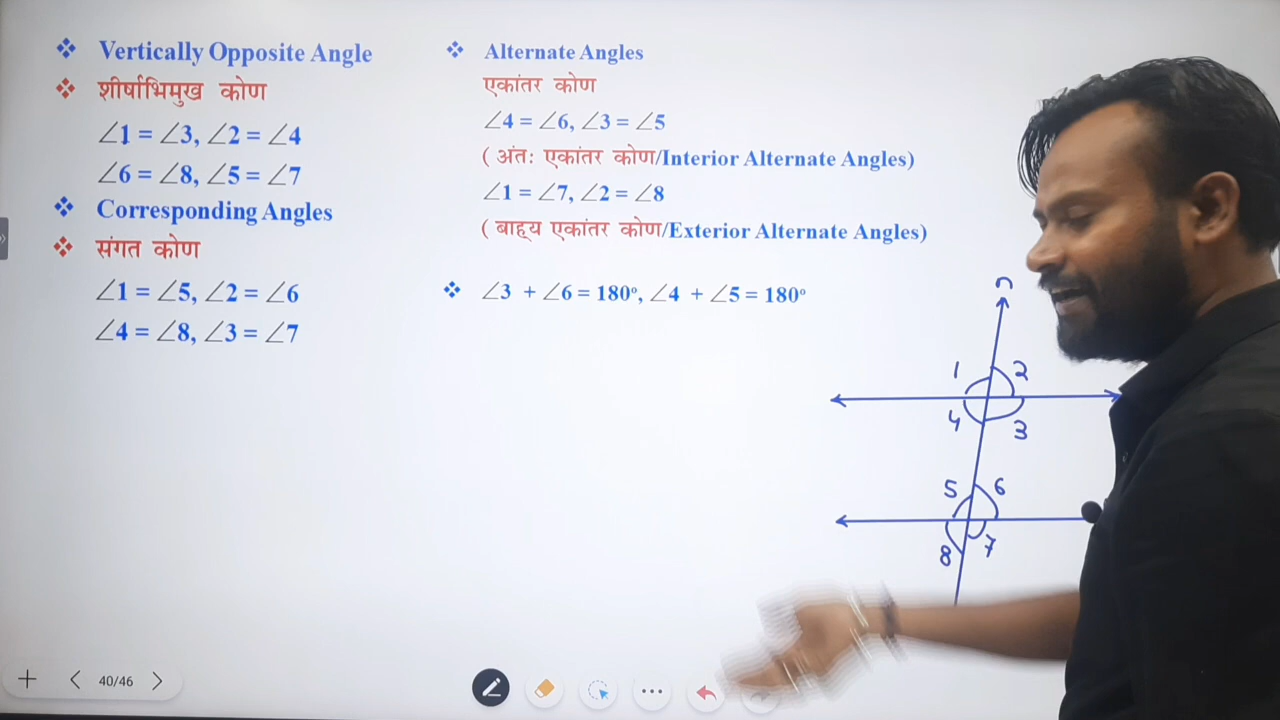 ❖ Vertically Opposite Angle
❖ शीर्षाभिमुख कोण
∠1 = ∠3, ∠2 = ∠4
∠6 = ∠8, ∠5 = ∠7
❖ Corresponding Angles
❖ संगत कोण
∠1 = ∠5, ∠2 = ∠6
∠4 = ∠8, ∠3 = ∠7
❖ Alternate Angles
एकांतर कोण
∠4 = ∠6, ∠3 = ∠5
( अंतः एकांतर कोण/Interior Alternate Angles)
∠1 = ∠7, ∠2 = ∠8
( बाह्य एकांतर कोण/Exterior Alternate Angles)
❖ ∠3 + ∠6 = 180°, ∠4 + ∠5 = 180°
1 2
4 3
5 6
8 7
40/46